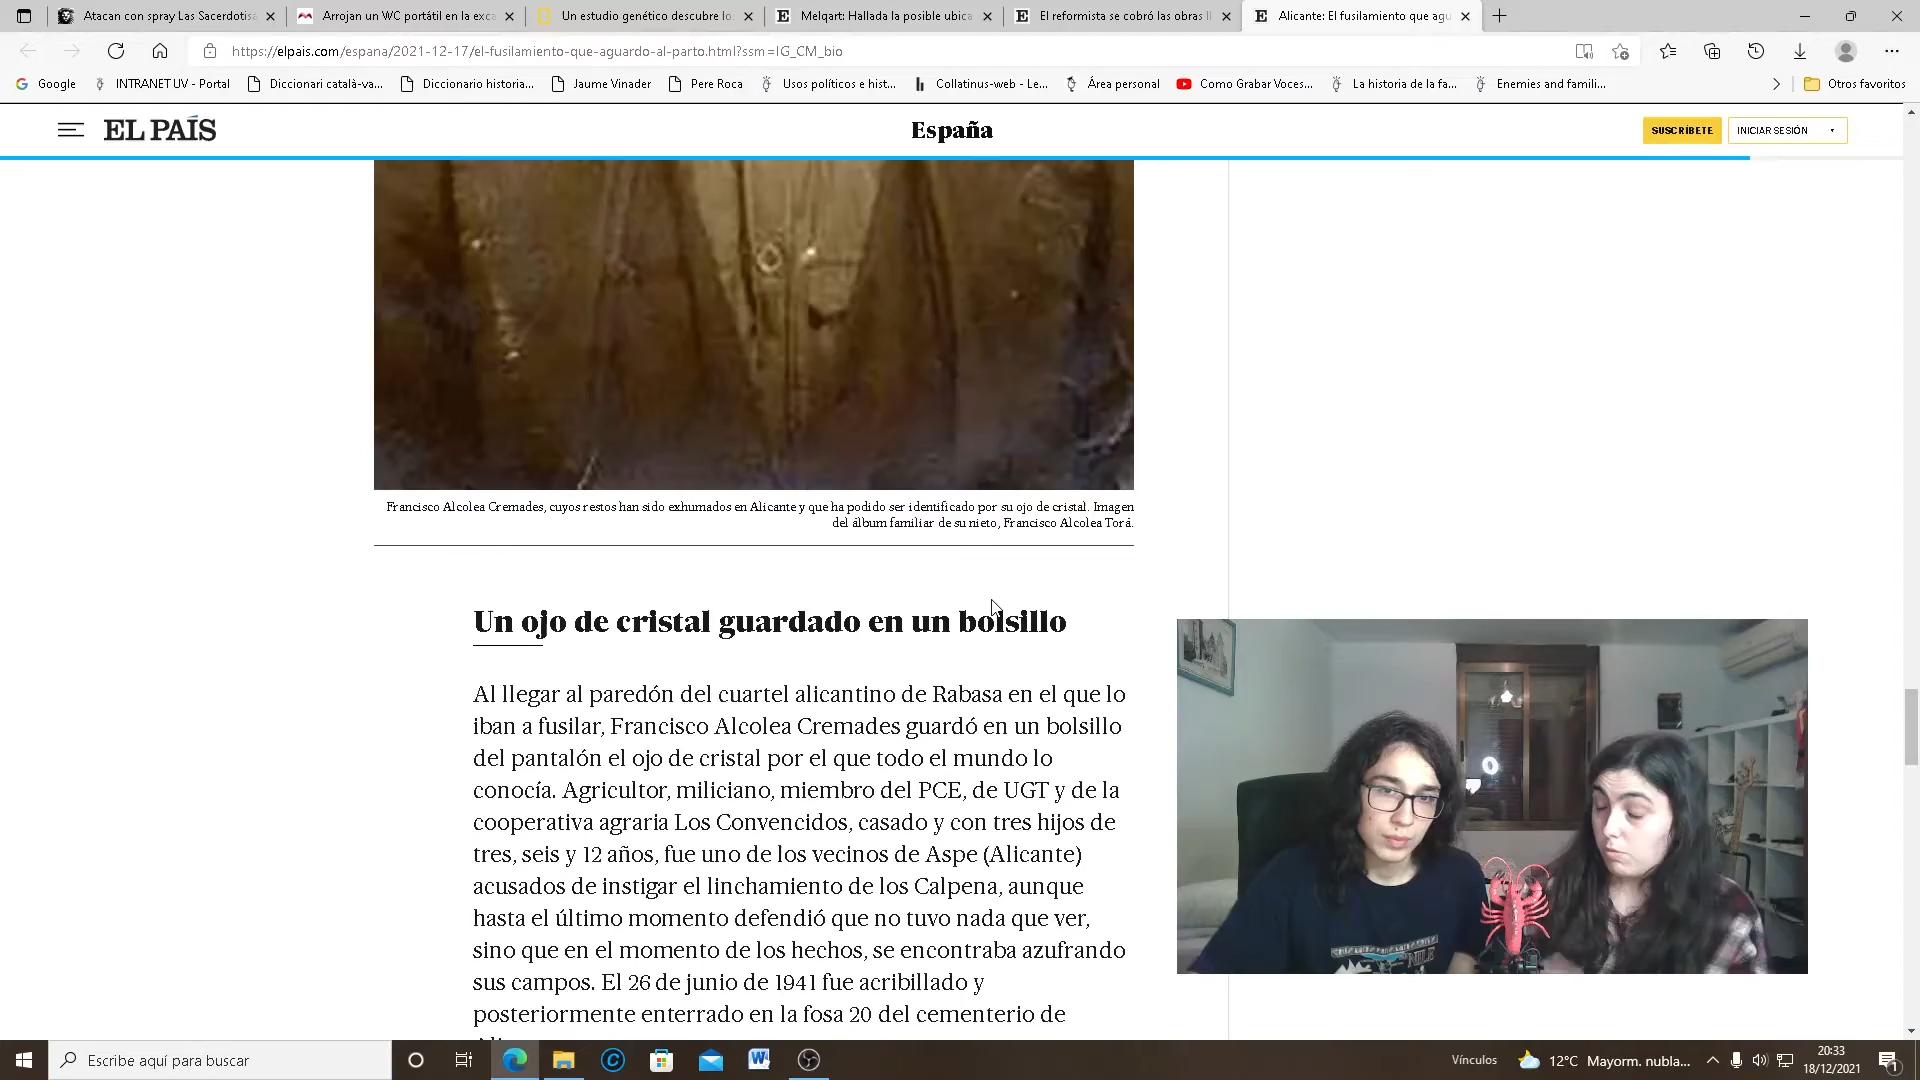 Atacan con spray Las Sacerdotisa
Arrojan un WC portátil en la exca
Un estudio genético descubre lo
Melqart: Hallada la posible ubica
El reformista se cobró las obras
Alicante: El fusilamiento que agu
https://elpais.com/espana/2021-12-17/el-fusilamiento-que-aguardo-al-parto.html?ssm=IG_CM_bio
Google
INTRANET UV - Portal
Diccionari català-va...
Diccionario historia...
Jaume Vinader
Pere Roca
Usos políticos e hist...
Collatinus-web - Le...
Área personal
Como Grabar Voces...
La historia de la fa...
Enemies and famili...
Otros favoritos
EL PAÍS
España
SUSCRÍBETE
INICIAR SESIÓN
Francisco Alcolea Cremades, cuyos restos han sido exhumados en Alicante y que ha podido ser identificado por su ojo de cristal. Imagen
del álbum familiar de su nieto, Francisco Alcolea Torá.
Un ojo de cristal guardado en un bolsillo
Al llegar al paredón del cuartel alicantino de Rabasa en el que lo
iban a fusilar, Francisco Alcolea Cremades guardó en un bolsillo
del pantalón el ojo de cristal por el que todo el mundo lo
conocía. Agricultor, miliciano, miembro del PCE, de UGT y de la
cooperativa agraria Los Convencidos, casado y con tres hijos de
tres, seis y 12 años, fue uno de los vecinos de Aspe (Alicante)
acusados de instigar el linchamiento de los Calpena, aunque
hasta el último momento defendió que no tuvo nada que ver,
sino que en el momento de los hechos, se encontraba azufrando
sus campos. El 26 de junio de 1941 fue acribillado y
posteriormente enterrado en la fosa 20 del cementerio de
NILE
Escribe aquí para buscar
Vínculos
12°C Mayorm. nubla...
20:33
18/12/2021